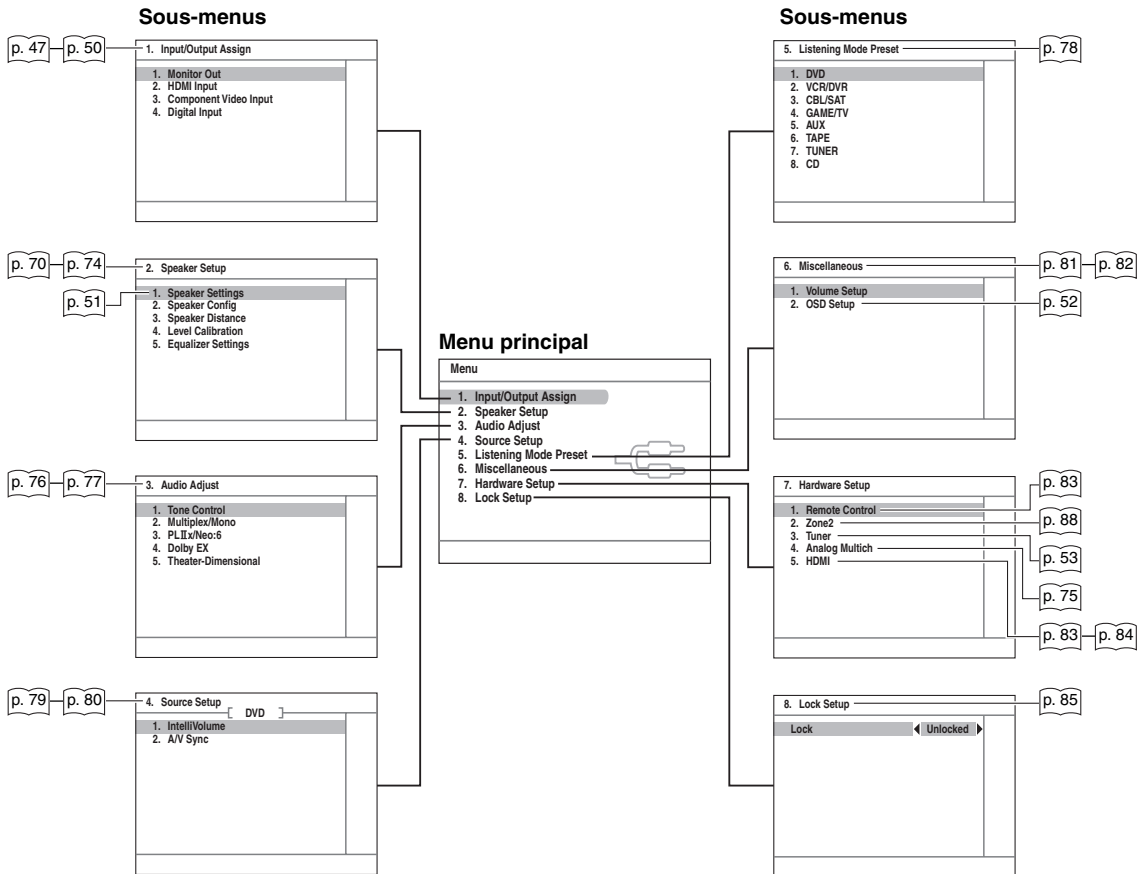 Sous-menus
p. 47 p. 50
1. Input/Output Assign
1. Monitor Out
2. HDMI Input
3. Component Video Input
4. Digital Input
p. 70 p. 74
2. Speaker Setup
p. 51
1. Speaker Settings
2. Speaker Config
3. Speaker Distance
4. Level Calibration
5. Equalizer Settings
p. 76 p. 77
3. Audio Adjust
1. Tone Control
2. Multiplex/Mono
3. PLIIx/Neo:6
4. Dolby EX
5. Theater-Dimensional
p. 79 p. 80
4. Source Setup
DVD
1. IntelliVolume
2. A/V Sync
Menu principal
Menu
1. Input/Output Assign
2. Speaker Setup
3. Audio Adjust
4. Source Setup
5. Listening Mode Preset
6. Miscellaneous
7. Hardware Setup
8. Lock Setup
Sous-menus
5. Listening Mode Preset
p. 78
1. DVD
2. VCR/DVR
3. CBL/SAT
4. GAME/TV
5. AUX
6. TAPE
7. TUNER
8. CD
6. Miscellaneous
p. 81 p. 82
1. Volume Setup
2. OSD Setup
p. 52
7. Hardware Setup
1. Remote Control
p. 83
2. Zone2
p. 88
3. Tuner
p. 53
4. Analog Multich
p. 75
5. HDMI
p. 83 p. 84
8. Lock Setup
p. 85
Lock Unlocked